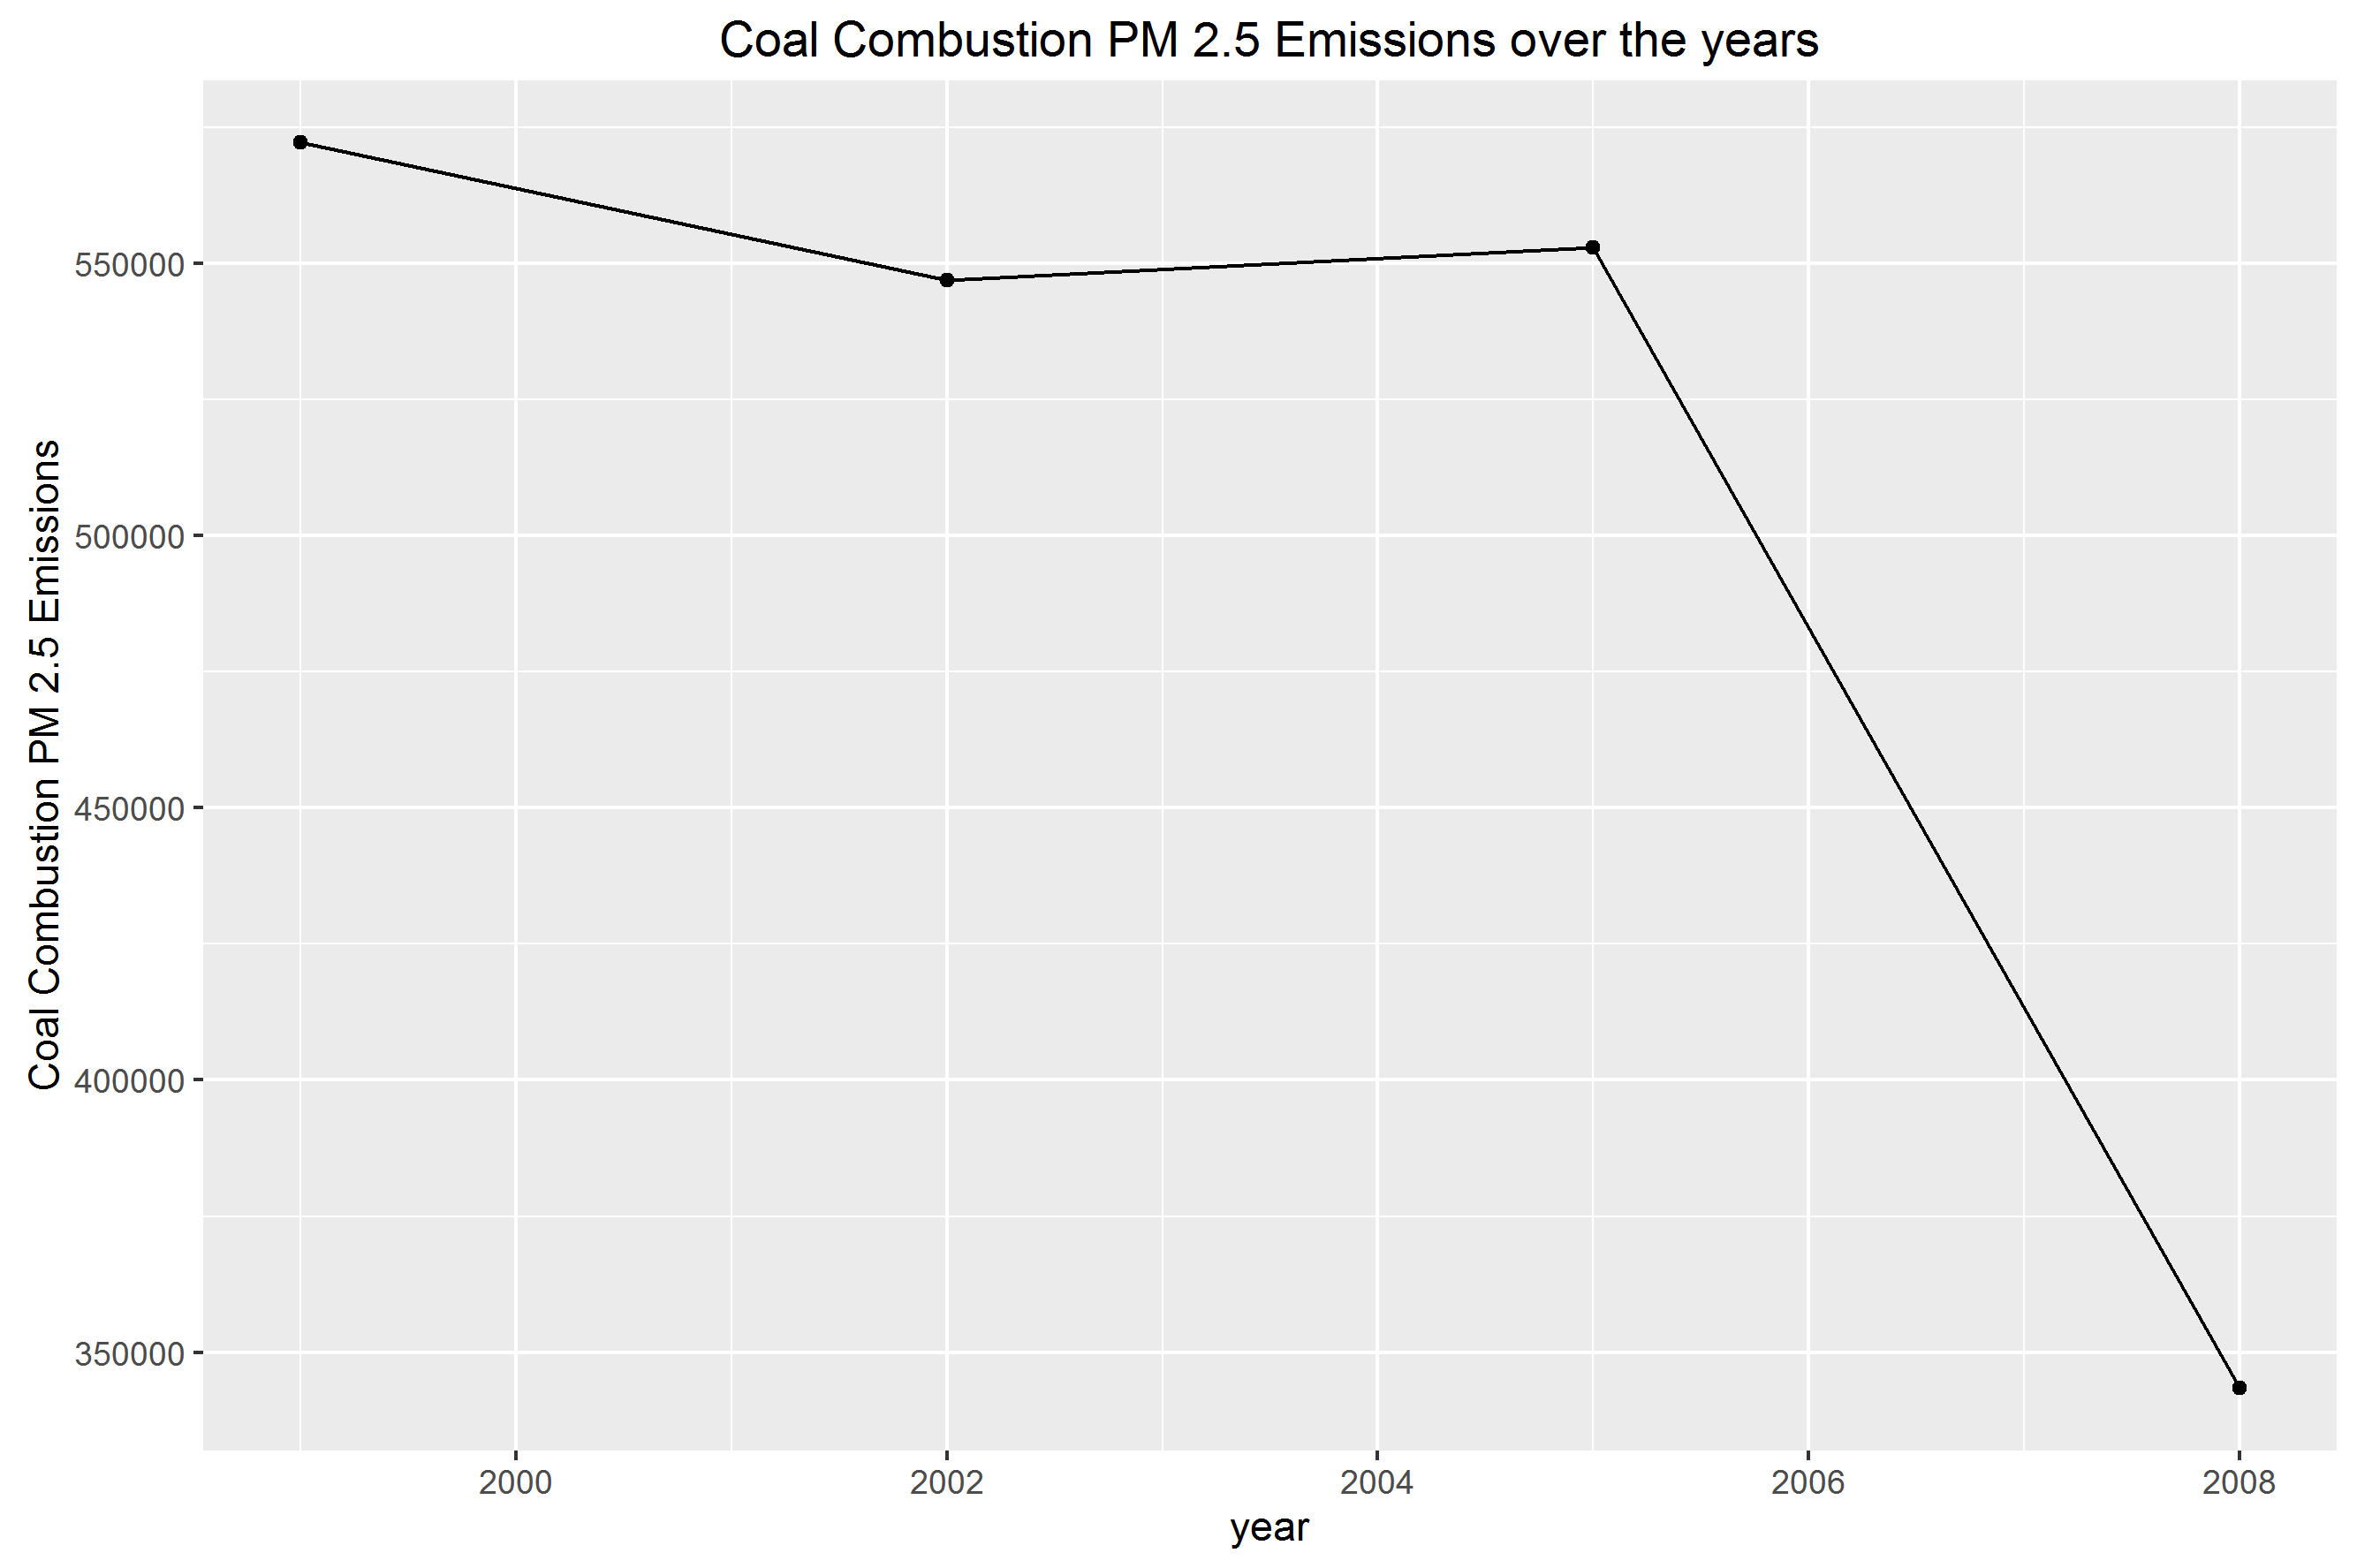 Coal Combustion PM 2.5 Emissions over the years
Coal Combustion PM 2.5 Emissions
550000
500000
450000
400000
350000
2000 2002 2004 2006 2008
year